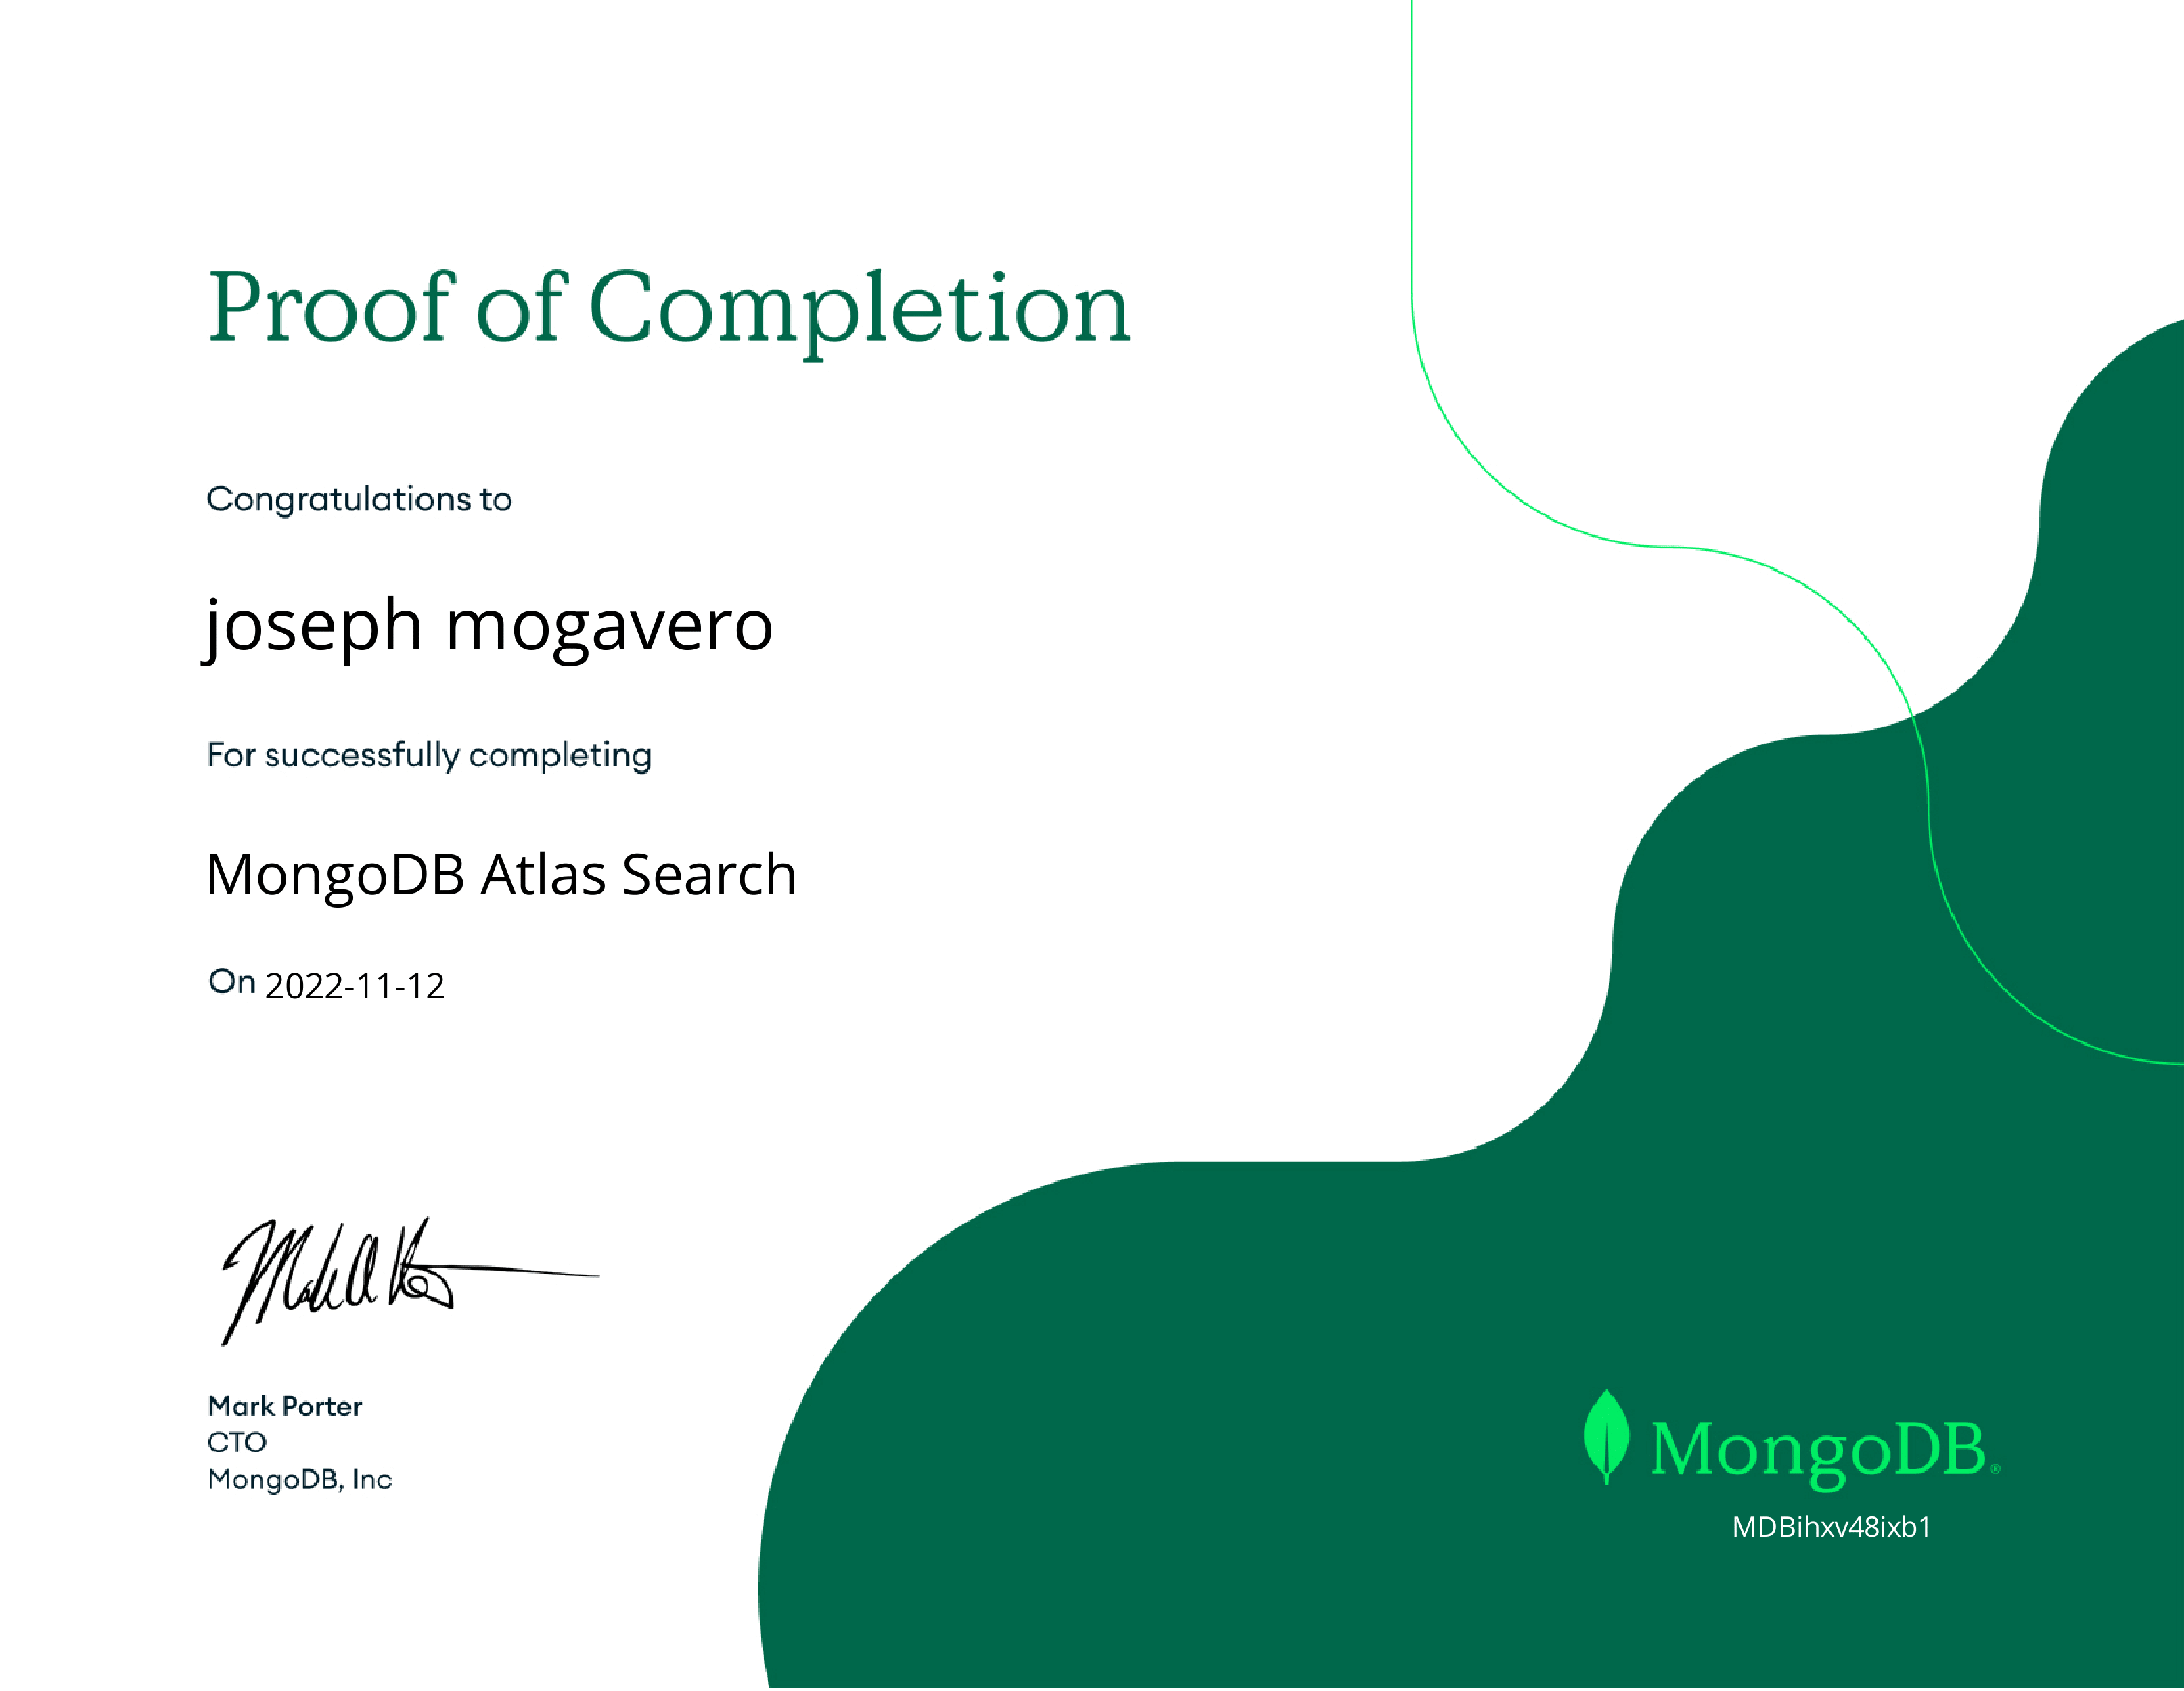 Proof of Completion
Congratulations to
joseph mogavero
For successfully completing
MongoDB Atlas Search
On 2022-11-12
Mark Porter
CTO
MongoDB, Inc
MongoDB®
MDBihxv48ixb1